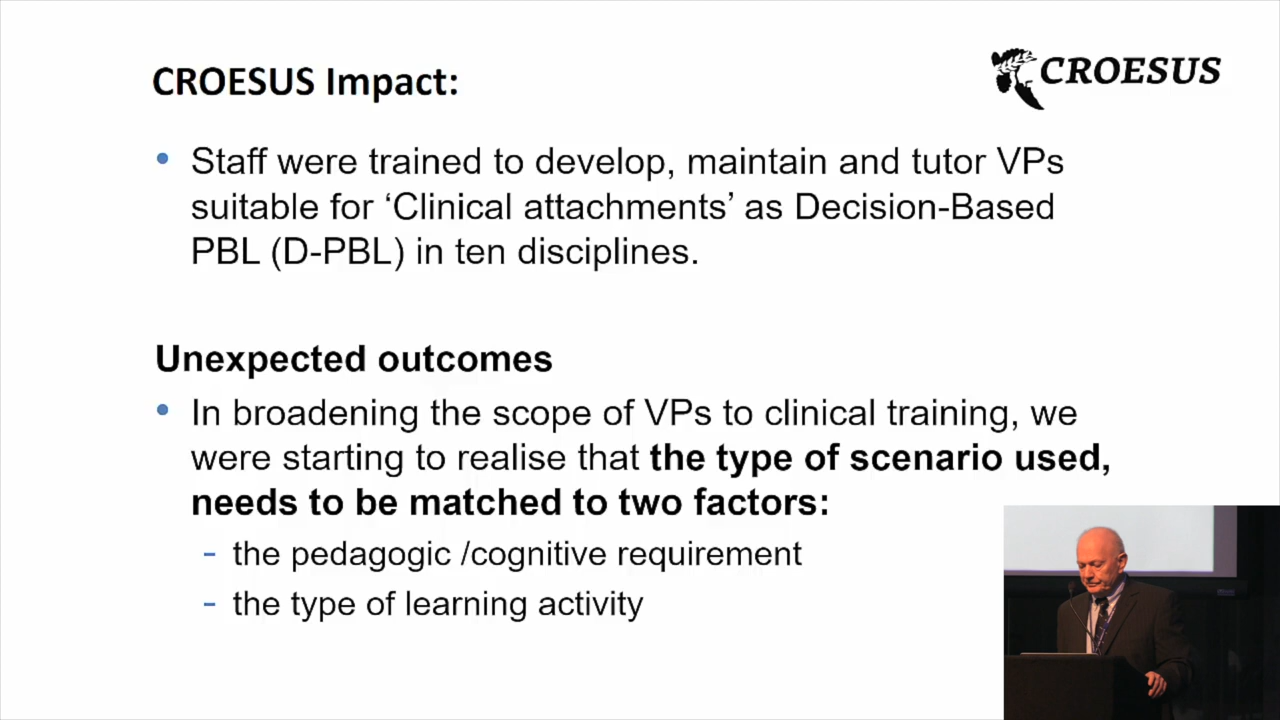 CROESUS Impact:
CROESUS
• Staff were trained to develop, maintain and tutor VPs
suitable for ‘Clinical attachments’ as Decision-Based
PBL (D-PBL) in ten disciplines.
Unexpected outcomes
• In broadening the scope of VPs to clinical training, we
were starting to realise that the type of scenario used,
needs to be matched to two factors:
- the pedagogic /cognitive requirement
- the type of learning activity